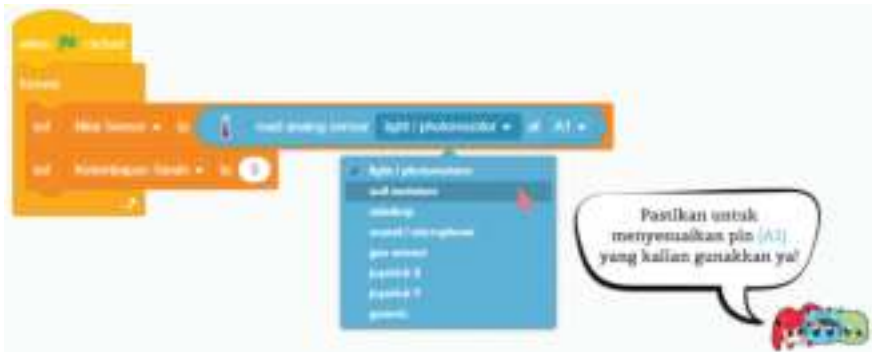 when clicked
forever
set Nilai Sensor to read analog sensor light / photoresistor at A1
set Kelembapan Tanah to 0
light / photoresistor
soil moisture
raindrop
sound / microphone
gas sensor
joystick X
joystick Y
generic
Pastikan untuk
menyesuaikan pin (A1)
yang kalian gunakkan ya!